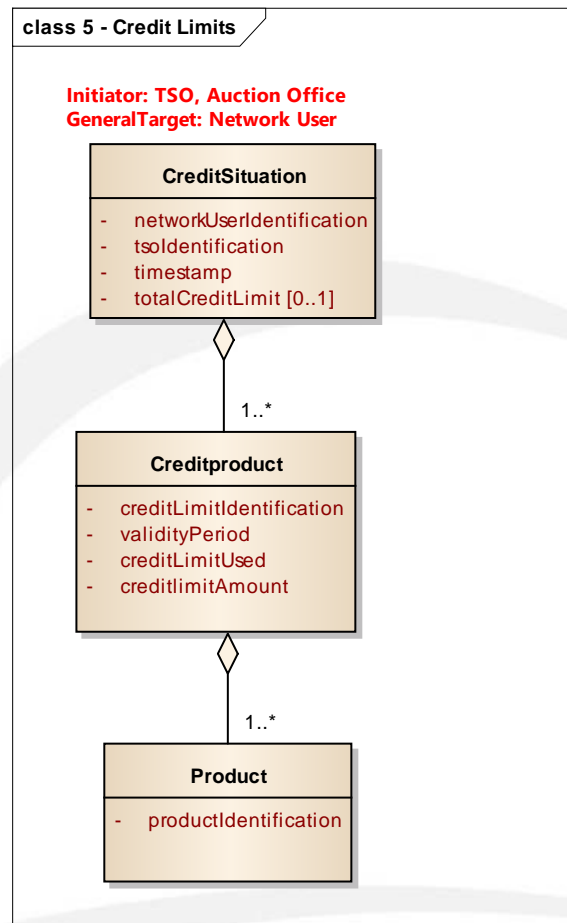 class 5 - Credit Limits
Initiator: TSO, Auction Office
GeneralTarget: Network User
CreditSituation
- networkUserIdentification
- tsoIdentification
- timestamp
- totalCreditLimit [0..1]
1..*
Creditproduct
- creditLimitIdentification
- validityPeriod
- creditLimitUsed
- creditlimitAmount
1..*
Product
- productIdentification